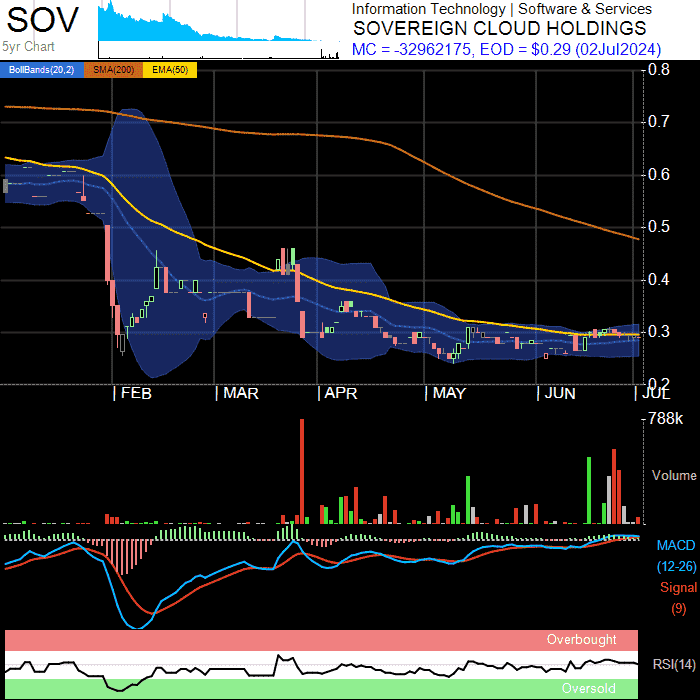 SOV
5yr Chart
Information Technology | Software & Services
SOVEREIGN CLOUD HOLDINGS
MC = -32962175, EOD = $0.29 (02Jul2024)
BollBands(20,2) SMA(200) EMA(50)
0.8
0.7
0.6
0.5
0.4
0.3
0.2
FEB MAR APR MAY JUN JUL
788k
Volume
MACD
(12-26)
Signal
(9)
Overbought
RSI(14)
Oversold